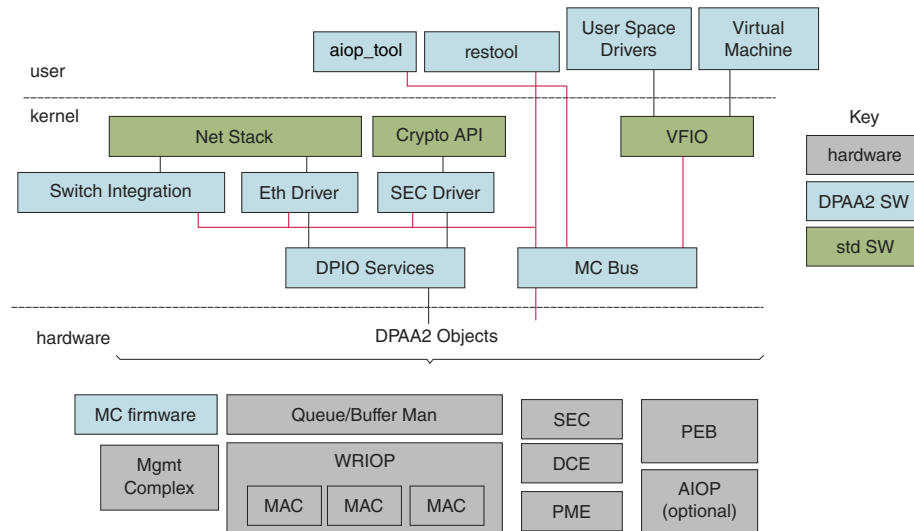 aiop_tool
restool
User Space
Drivers
Virtual
Machine
user
kernel
Net Stack
Crypto API
VFIO
Key
hardware
DPAA2 SW
std SW
Switch Integration
Eth Driver
SEC Driver
DPIO Services
MC Bus
hardware
DPAA2 Objects
MC firmware
Queue/Buffer Man
SEC
PEB
Mgmt
Complex
WRIOP
DCE
MAC
MAC
MAC
PME
AIOP
(optional)